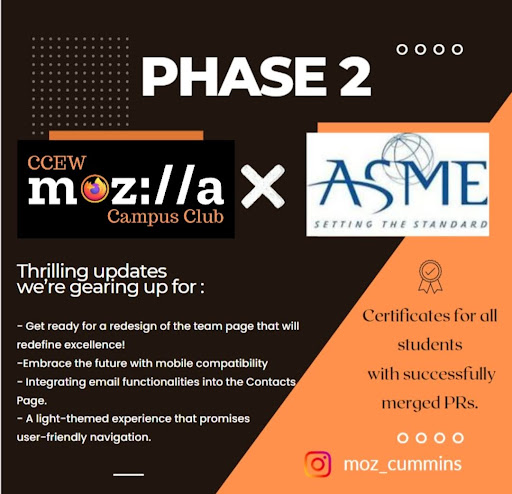 PHASE 2
CCEW
moz://a
Campus Club
ASME
SETTING THE STANDARD
Thrilling updates
we're gearing up for :
- Get ready for a redesign of the team page that will
redefine excellence!
-Embrace the future with mobile compatibility
- Integrating email functionalities into the Contacts
Page.
- A light-themed experience that promises
user-friendly navigation.
Certificates for all
students
with successfully
merged PRs.
moz_cummins